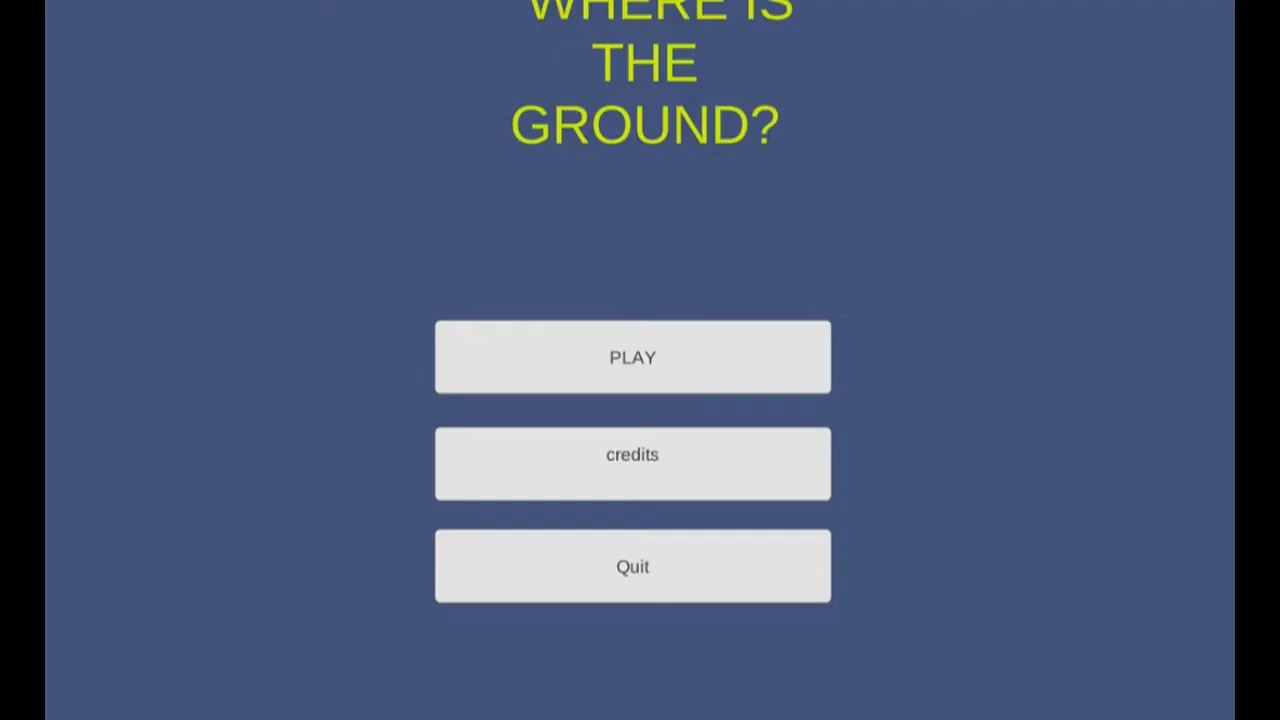 WHERE IS
THE
GROUND?
PLAY
credits
Quit